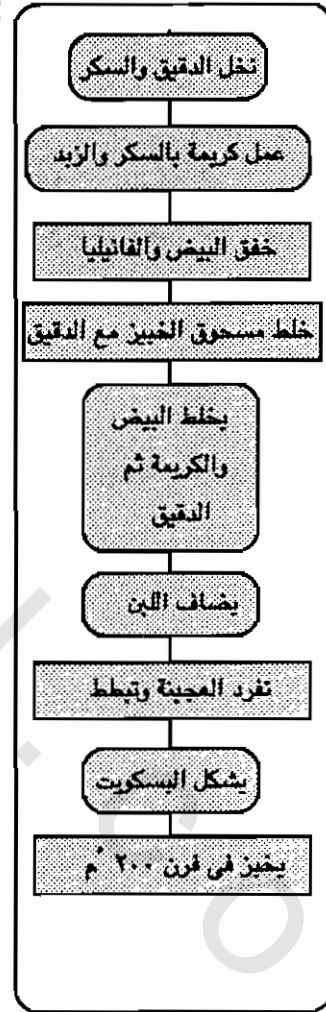 نخل الدقيق والسكر
عمل كريمة بالسكر والزبد
خفق البيض والفانيليا
خلط مسحوق الخبيز مع الدقيق
يخلط البيض
والكريمة ثم
الدقيق
يضاف اللبن
تفرد العجينة وتبطط
يشكل البسكويت
يخبز فى فرن ٢٠٠ °م